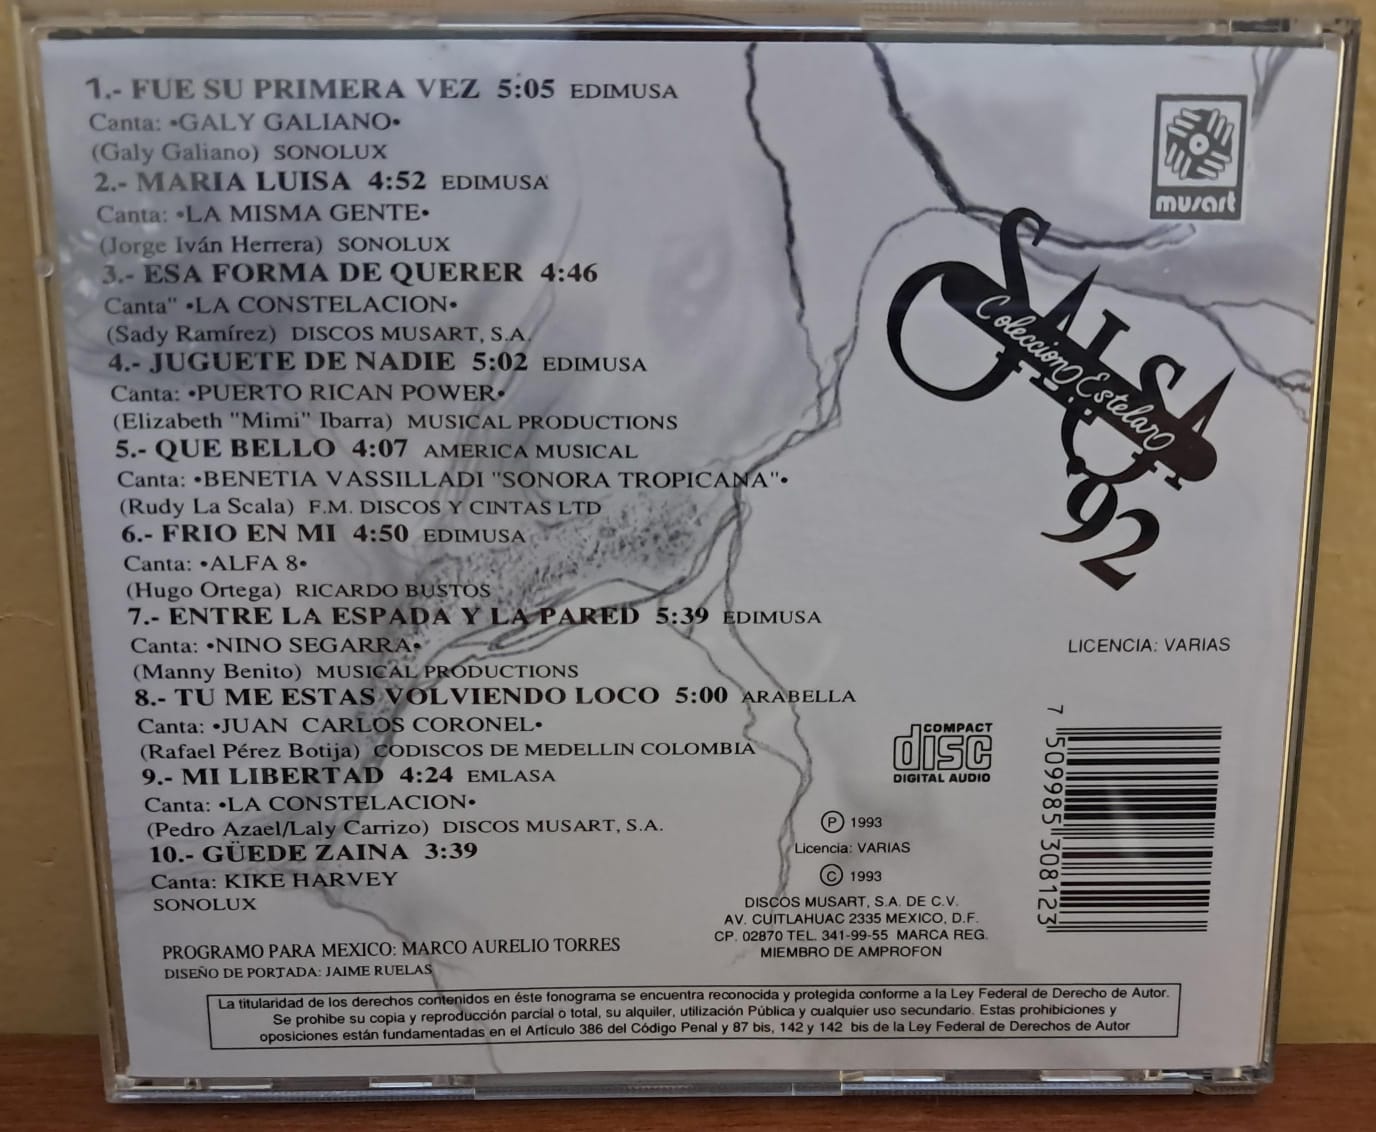 1.- FUE SU PRIMERA VEZ 5:05 EDIMUSA
Canta: •GALY GALIANO•
(Galy Galiano) SONOLUX
2.- MARIA LUISA 4:52 EDIMUSA
Canta: •LA MISMA GENTE•
(Jorge Iván Herrera) SONOLUX
3.- ESA FORMA DE QUERER 4:46
Canta" •LA CONSTELACION•
(Sady Ramírez) DISCOS MUSART, S.A.
4.- JUGUETE DE NADIE 5:02 EDIMUSA
Canta: •PUERTO RICAN POWER•
(Elizabeth "Mimi" Ibarra) MUSICAL PRODUCTIONS
5.- QUE BELLO 4:07 AMERICA MUSICAL
Canta: •BENETIA VASSILLADI "SONORA TROPICANA"•
(Rudy La Scala) F.M. DISCOS Y CINTAS LTD
6.- FRIO EN MI 4:50 EDIMUSA
Canta: •ALFA 8•
(Hugo Ortega) RICARDO BUSTOS
7.- ENTRE LA ESPADA Y LA PARED 5:39 EDIMUSA
Canta: •NINO SEGARRA•
(Manny Benito) MUSICAL PRODUCTIONS
8.- TU ME ESTAS VOLVIENDO LOCO 5:00 ARABELLA
Canta: •JUAN CARLOS CORONEL•
(Rafael Pérez Botija) CODISCOS DE MEDELLIN COLOMBIA
9.- MI LIBERTAD 4:24 EMLASA
Canta: •LA CONSTELACION•
(Pedro Azael/Laly Carrizo) DISCOS MUSART, S.A.
10.- GÜEDE ZAINA 3:39
Canta: KIKE HARVEY
SONOLUX
PROGRAMO PARA MEXICO: MARCO AURELIO TORRES
DISEÑO DE PORTADA: JAIME RUELAS
musart
SALSA
Coleccion Estelar
'92
LICENCIA: VARIAS
COMPACT
disc
DIGITAL AUDIO
7 509985 308123
Ⓟ 1993
Licencia: VARIAS
© 1993
DISCOS MUSART, S.A. DE C.V.
AV. CUITLAHUAC 2335 MEXICO, D.F.
CP. 02870 TEL. 341-99-55 MARCA REG.
MIEMBRO DE AMPROFON
La titularidad de los derechos contenidos en éste fonograma se encuentra reconocida y protegida conforme a la Ley Federal de Derecho de Autor.
Se prohibe su copia y reproducción parcial o total, su alquiler, utilización Pública y cualquier uso secundario. Estas prohibiciones y
oposiciones están fundamentadas en el Artículo 386 del Código Penal y 87 bis, 142 y 142 bis de la Ley Federal de Derechos de Autor